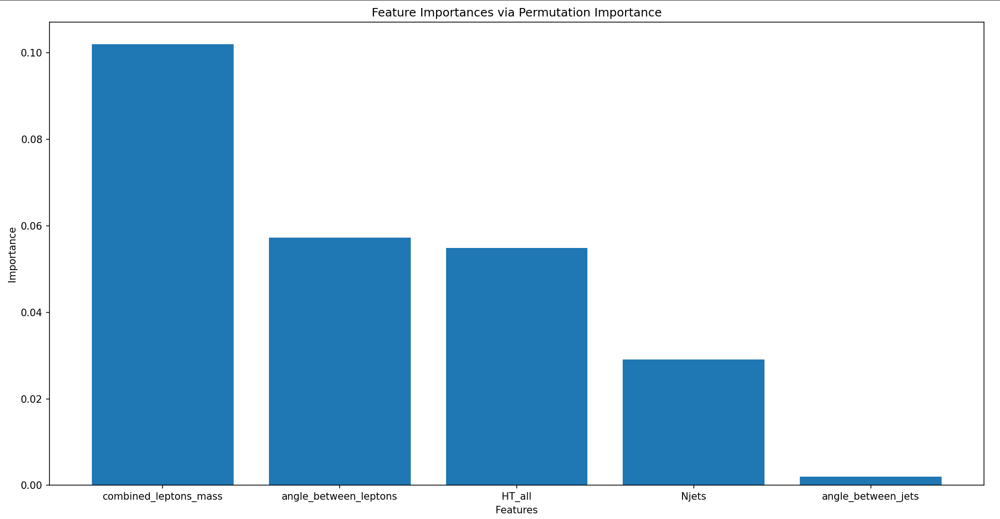 Feature Importances via Permutation Importance
0.10
0.08
0.06
0.04
0.02
0.00
Importance
combined_leptons_mass
angle_between_leptons
HT_all
Njets
angle_between_jets
Features